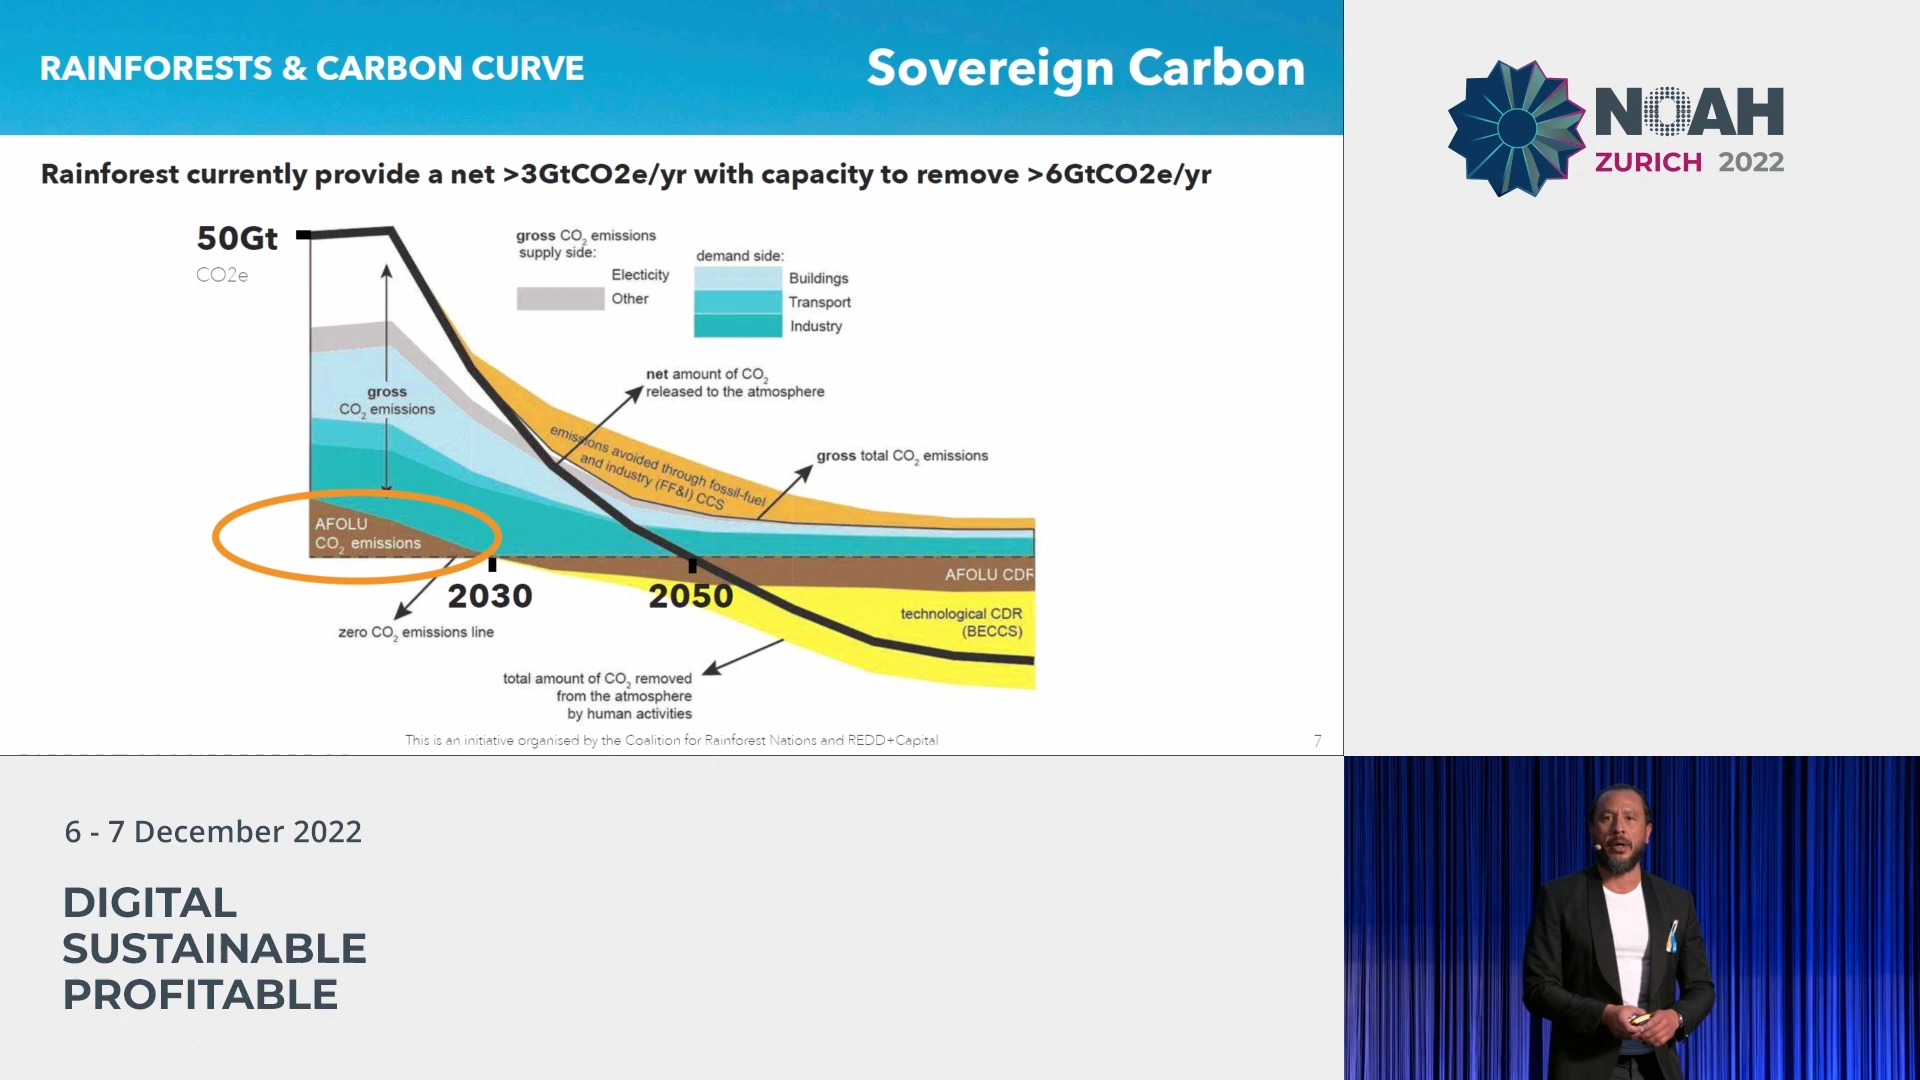 RAINFORESTS & CARBON CURVE
Sovereign Carbon
Rainforest currently provide a net >3GtCO2e/yr with capacity to remove >6GtCO2e/yr
50Gt
CO2e
gross CO2 emissions
supply side:
Electicity
Other
demand side:
Buildings
Transport
Industry
net amount of CO2
released to the atmosphere
gross
CO2 emissions
emissions avoided through fossil-fuel
and industry (FF&I) CCS
gross total CO2 emissions
AFOLU
CO2 emissions
2030
2050
AFOLU CDR
technological CDR
(BECCS)
zero CO2 emissions line
total amount of CO2 removed
from the atmosphere
by human activities
This is an initiative organised by the Coalition for Rainforest Nations and REDD+Capital
7
NOAH
ZURICH 2022
6 - 7 December 2022
DIGITAL
SUSTAINABLE
PROFITABLE